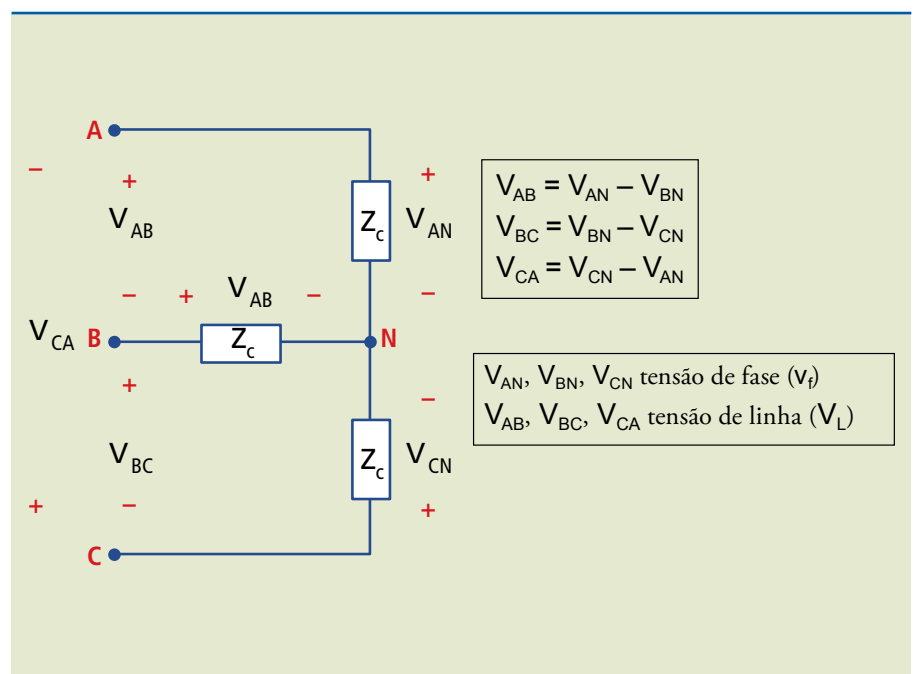 A
− + +
V_AB Z_c V_AN
V_AB = V_AN – V_BN
V_BC = V_BN – V_CN
V_CA = V_CN – V_AN
− + V_AB − −
V_CA B Z_c N
+ −
V_BC Z_c V_CN
V_AN, V_BN, V_CN tensão de fase (v_f)
V_AB, V_BC, V_CA tensão de linha (V_L)
+ − +
C